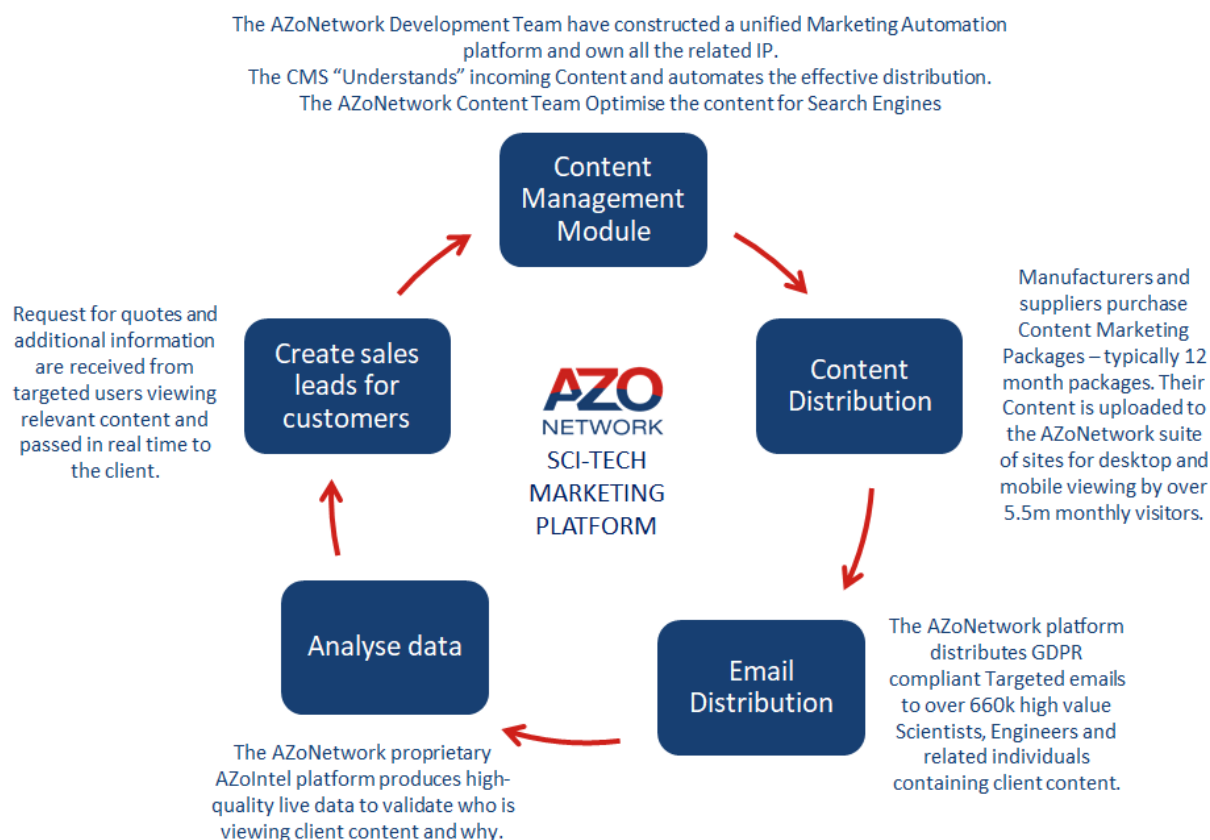 The AZoNetwork Development Team have constructed a unified Marketing Automation
platform and own all the related IP.
The CMS “Understands” incoming Content and automates the effective distribution.
The AZoNetwork Content Team Optimise the content for Search Engines
Content
Management
Module
Manufacturers and
suppliers purchase
Content Marketing
Packages – typically 12
month packages. Their
Content is uploaded to
the AZoNetwork suite
of sites for desktop and
mobile viewing by over
5.5m monthly visitors.
Content
Distribution
The AZoNetwork platform
distributes GDPR
compliant Targeted emails
to over 660k high value
Scientists, Engineers and
related individuals
containing client content.
Email
Distribution
Analyse data
The AZoNetwork proprietary
AZoIntel platform produces high-
quality live data to validate who is
viewing client content and why.
Request for quotes and
additional information
are received from
targeted users viewing
relevant content and
passed in real time to
the client.
Create sales
leads for
customers
AZO
NETWORK
SCI-TECH
MARKETING
PLATFORM